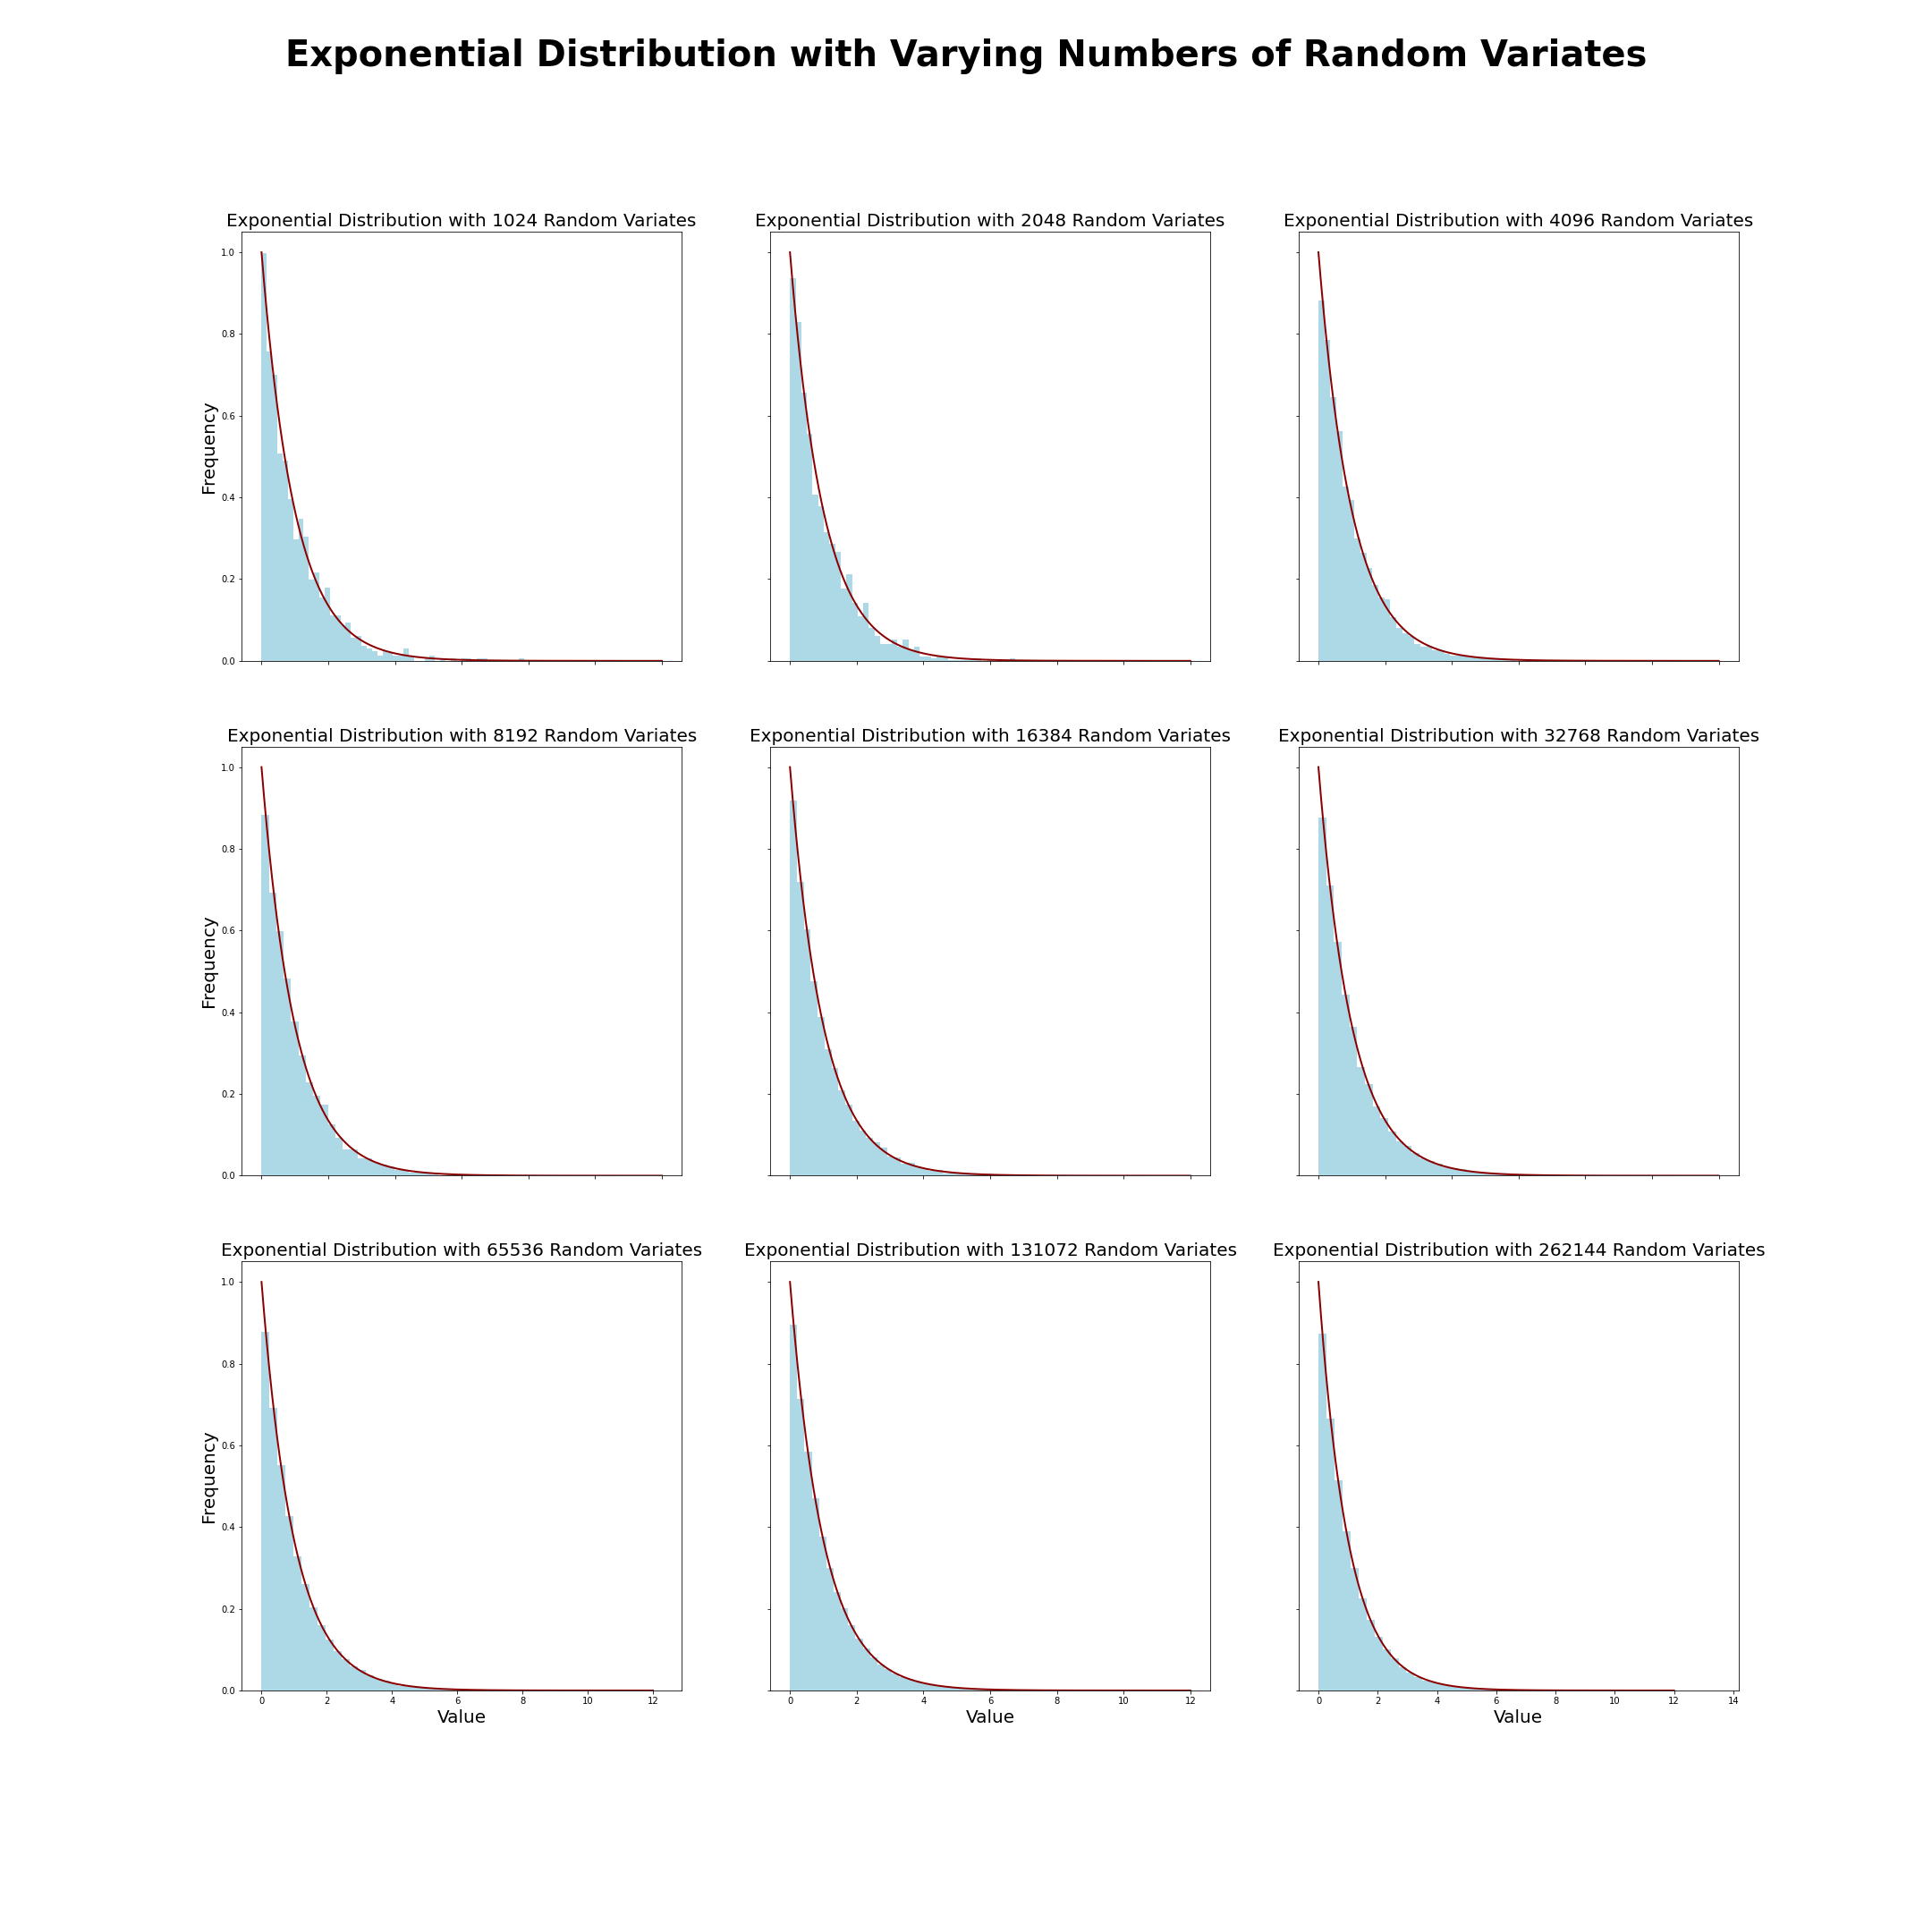 Exponential Distribution with Varying Numbers of Random Variates
Exponential Distribution with 1024 Random Variates
1.0
0.8
0.6
0.4
0.2
0.0
Frequency
Exponential Distribution with 2048 Random Variates
Exponential Distribution with 4096 Random Variates
Exponential Distribution with 8192 Random Variates
1.0
0.8
0.6
0.4
0.2
0.0
Frequency
Exponential Distribution with 16384 Random Variates
Exponential Distribution with 32768 Random Variates
Exponential Distribution with 65536 Random Variates
1.0
0.8
0.6
0.4
0.2
0.0
Frequency
0 2 4 6 8 10 12
Value
Exponential Distribution with 131072 Random Variates
0 2 4 6 8 10 12
Value
Exponential Distribution with 262144 Random Variates
0 2 4 6 8 10 12 14
Value